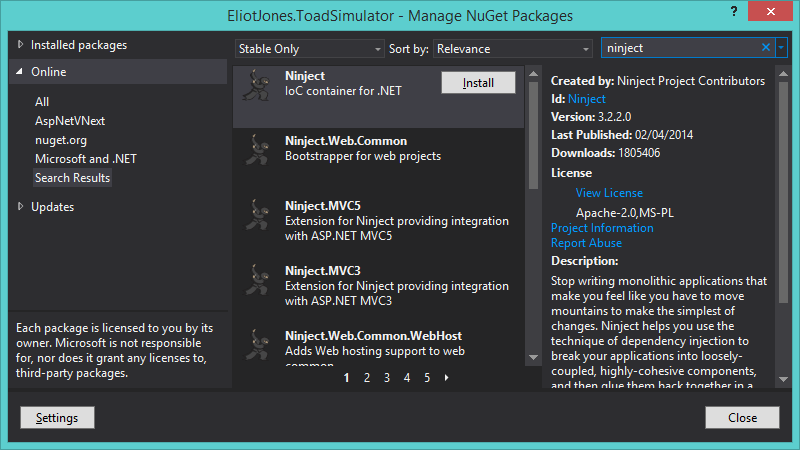 EliotJones.ToadSimulator - Manage NuGet Packages
?
Installed packages
Online
All
AspNetVNext
nuget.org
Microsoft and .NET
Search Results
Updates
Each package is licensed to you by its
owner. Microsoft is not responsible
for, nor does it grant any licenses to,
third-party packages.
Stable Only
Sort by:
Relevance
ninject
Ninject
IoC container for .NET
Install
Ninject.Web.Common
Bootstrapper for web projects
Ninject.MVC5
Extension for Ninject providing integration
with ASP.NET MVC5
Ninject.MVC3
Extension for Ninject providing integration
with ASP.NET MVC3
Ninject.Web.Common.WebHost
Adds Web hosting support to web
common
1 2 3 4 5
Created by: Ninject Project Contributors
Id: Ninject
Version: 3.2.2.0
Last Published: 02/04/2014
Downloads: 1805406
License
View License
Apache-2.0,MS-PL
Project Information
Report Abuse
Description:
Stop writing monolithic applications that
make you feel like you have to move
mountains to make the simplest of
changes. Ninject helps you use the
technique of dependency injection to
break your applications into loosely-
coupled, highly-cohesive components,
and then glue them back together in a
Settings
Close